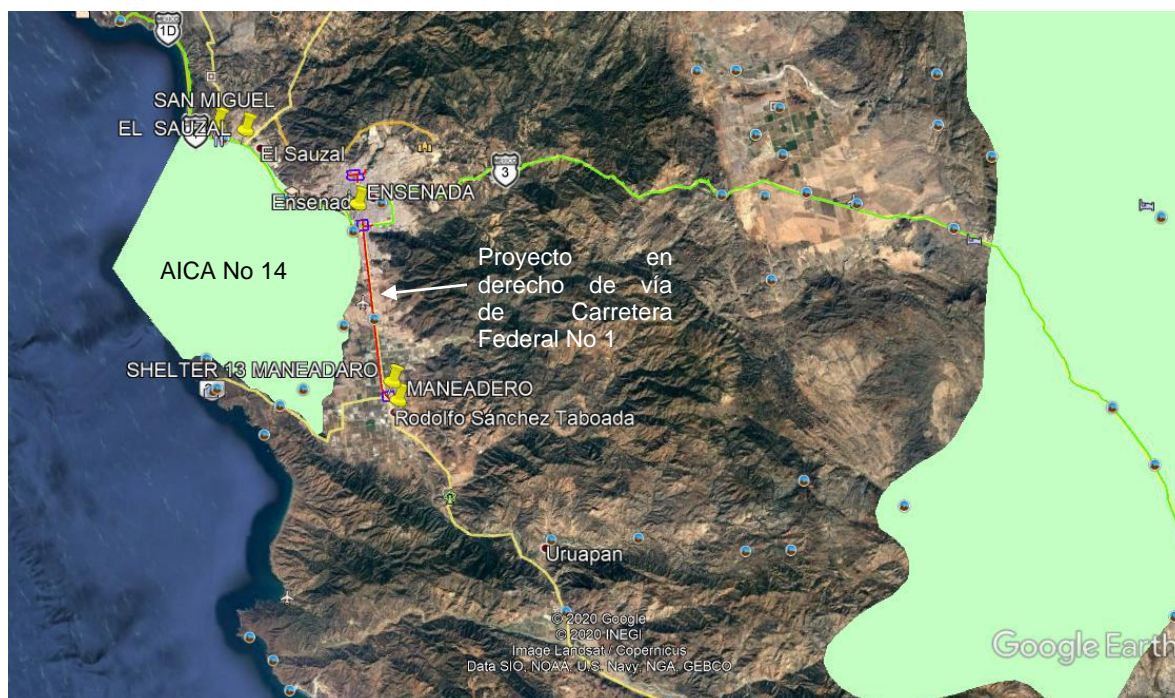 1D
SAN MIGUEL
EL SAUZAL
El Sauzal
3
Ensenad
ENSENADA
AICA No 14
Proyecto en
derecho de vía
de Carretera
Federal No 1
SHELTER 13 MANEADARO
MANEADERO
Rodolfo Sánchez Taboada
Uruapan
© 2020 Google
© 2020 INEGI
Image Landsat / Copernicus
Data SIO, NOAA, U.S. Navy, NGA, GEBCO
Google Earth